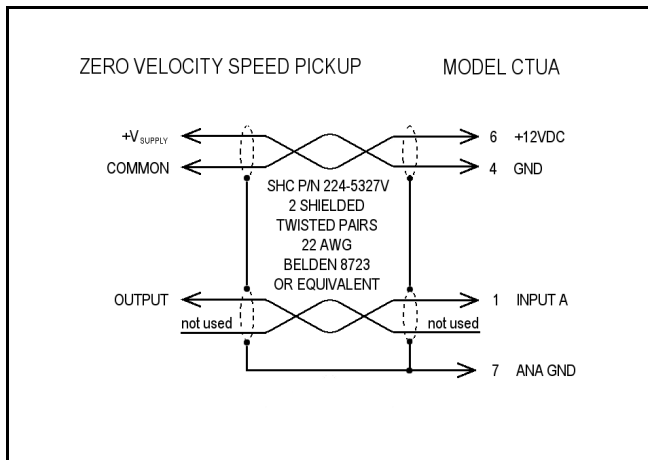 ZERO VELOCITY SPEED PICKUP MODEL CTUA
+VSUPPLY 6 +12VDC
COMMON 4 GND
SHC P/N 224-5327V
2 SHIELDED
TWISTED PAIRS
22 AWG
BELDEN 8723
OR EQUIVALENT
OUTPUT 1 INPUT A
not used not used
7 ANA GND